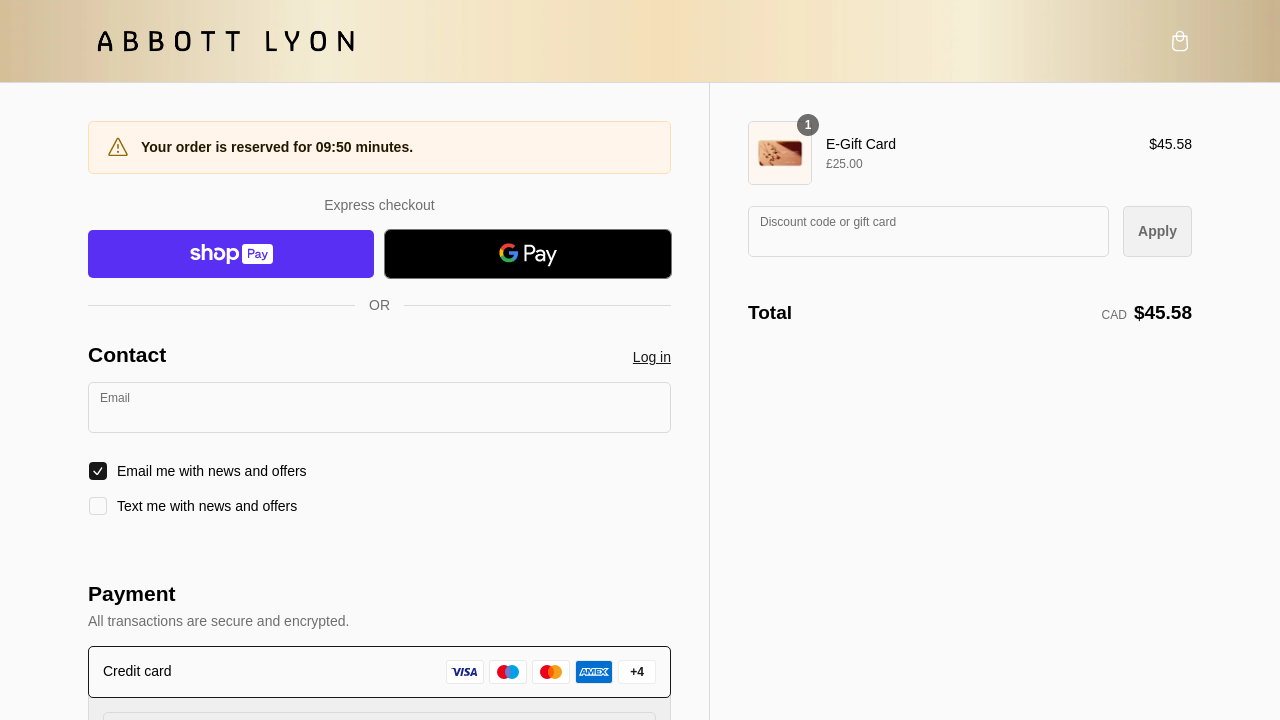 ABBOTT LYON
Your order is reserved for 09:50 minutes.
Express checkout
shop Pay
G Pay
OR
Contact
Log in
Email
Email me with news and offers
Text me with news and offers
Payment
All transactions are secure and encrypted.
Credit card
VISA
AMEX
+4
1
E-Gift Card
$45.58
£25.00
Discount code or gift card
Apply
Total
CAD $45.58